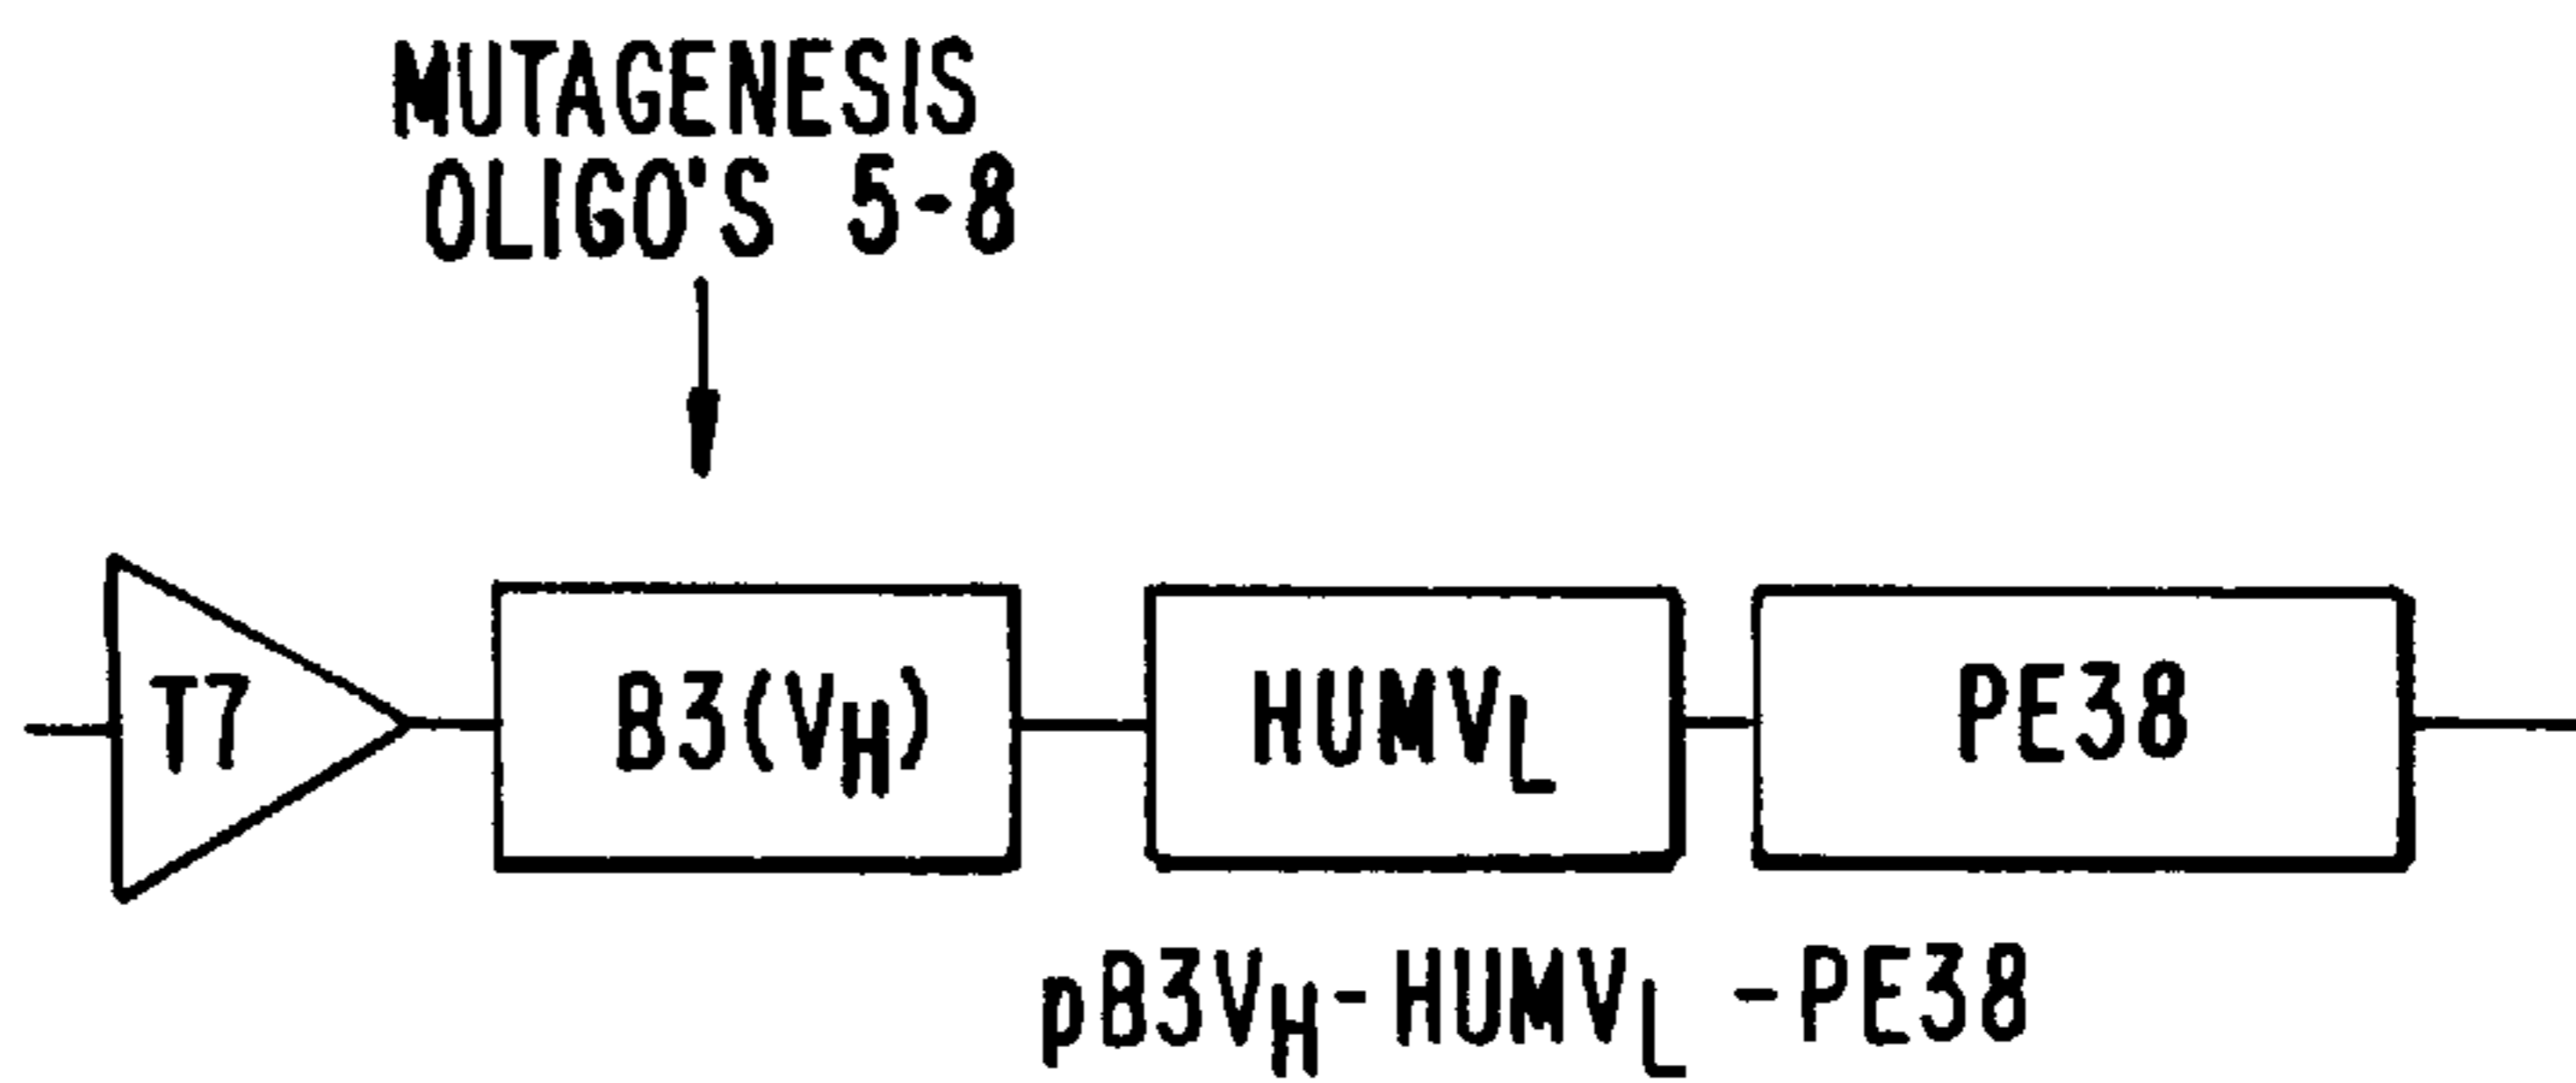 MUTAGENESIS
OLIGO'S 5-8
T7
B3(VH)
HUMVL
PE38
pB3VH-HUMVL-PE38